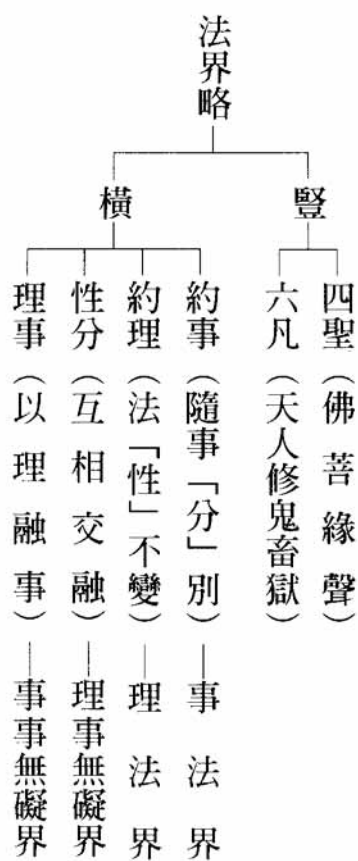 法界略
豎
四聖（佛菩緣聲）
六凡（天人修鬼畜獄）
橫
約事（隨事「分」別）——事法界
約理（法「性」不變）——理法界
性分（互相交融）——理事無礙界
理事（以理融事）——事事無礙界